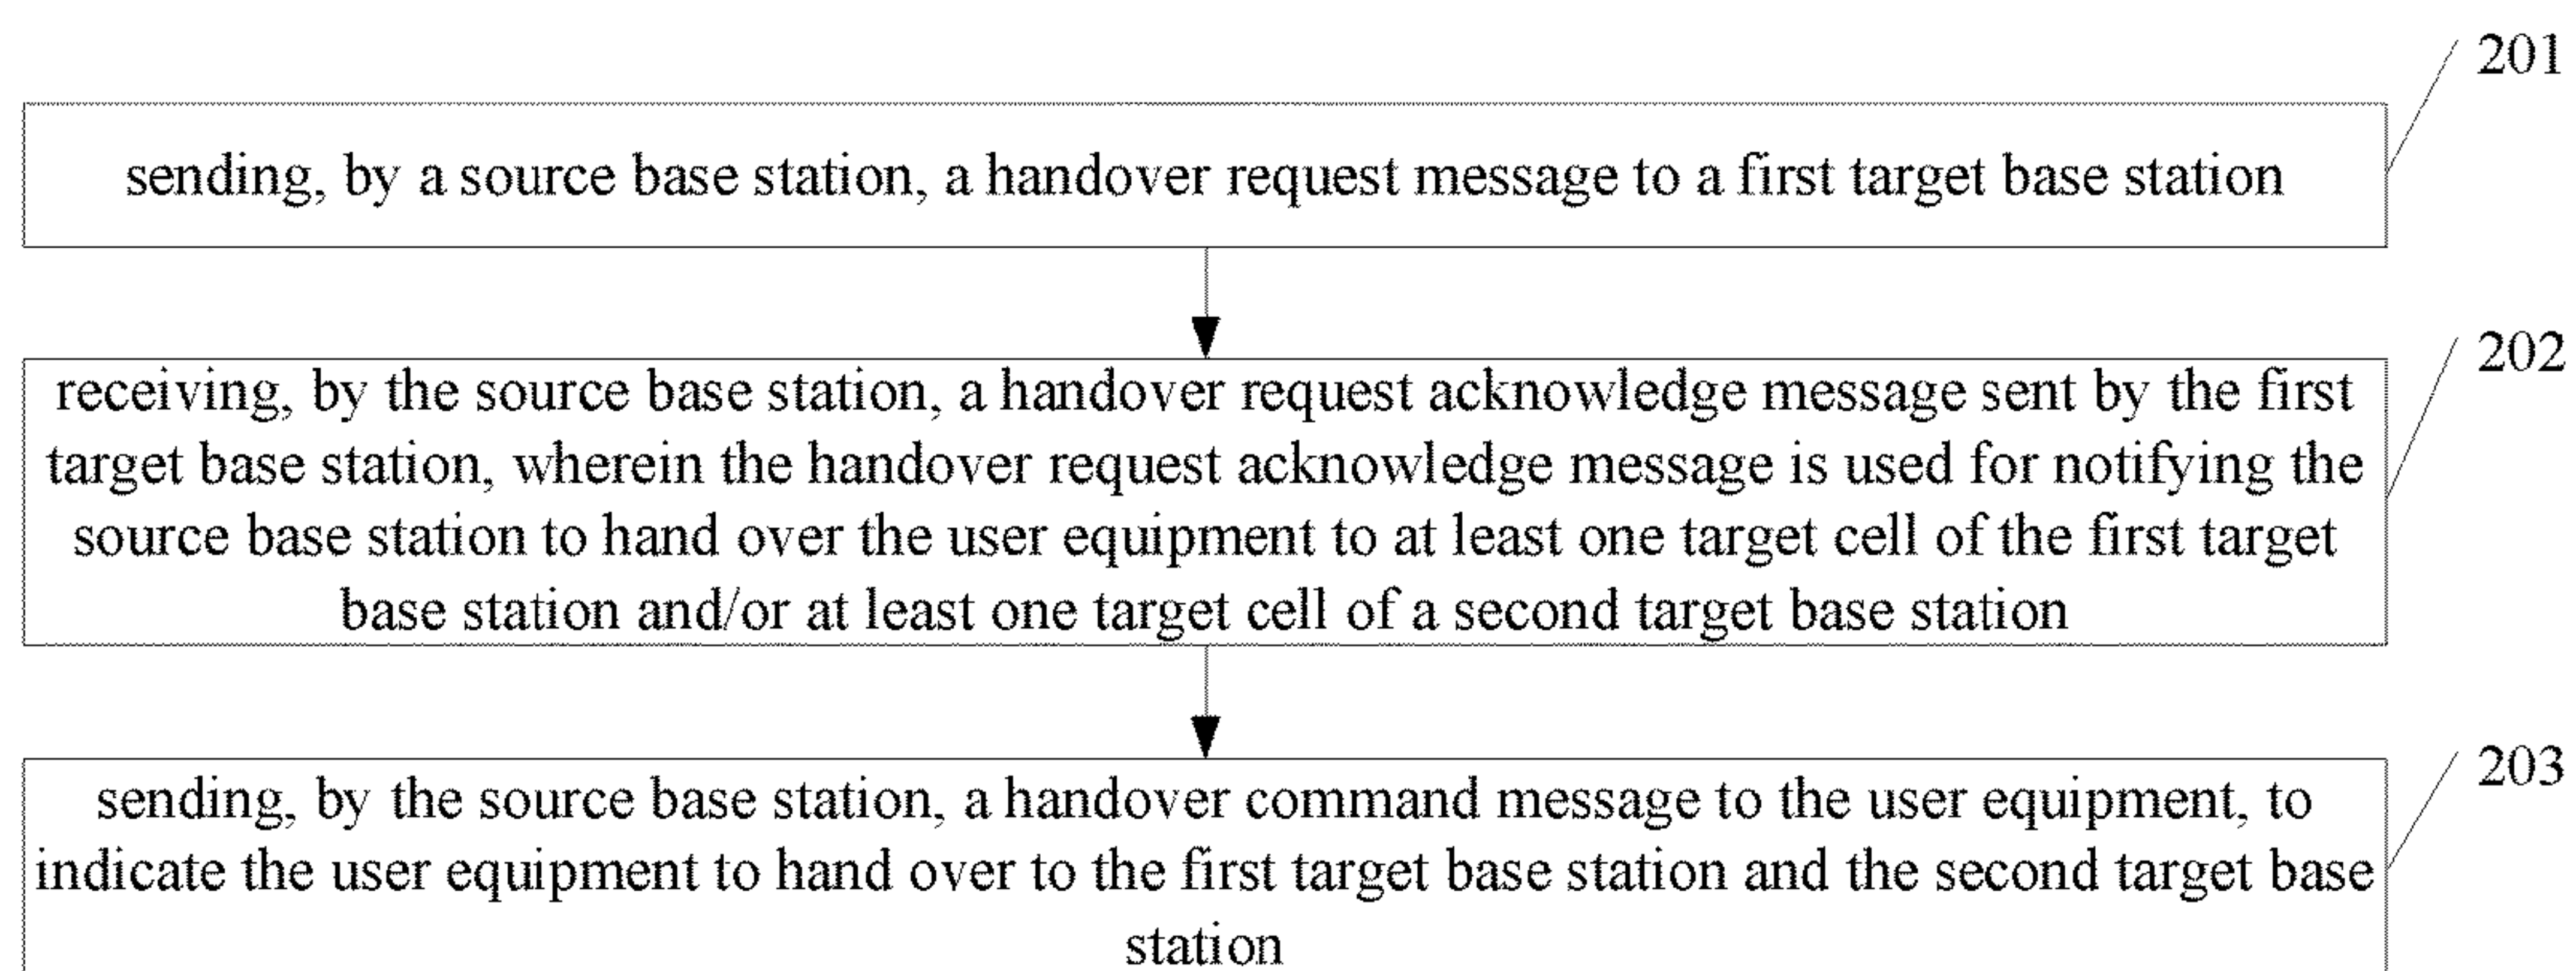 201
sending, by a source base station, a handover request message to a first target base station
202
receiving, by the source base station, a handover request acknowledge message sent by the first
target base station, wherein the handover request acknowledge message is used for notifying the
source base station to hand over the user equipment to at least one target cell of the first target
base station and/or at least one target cell of a second target base station
203
sending, by the source base station, a handover command message to the user equipment, to
indicate the user equipment to hand over to the first target base station and the second target base
station